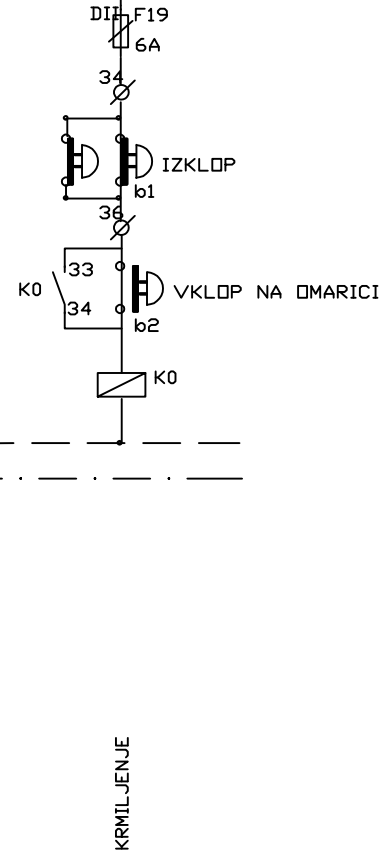 DII F19
6A
34
IZKLOP
b1
36
33
K0
VKLOP NA OMARICI
34
b2
K0
KRMILJENJE